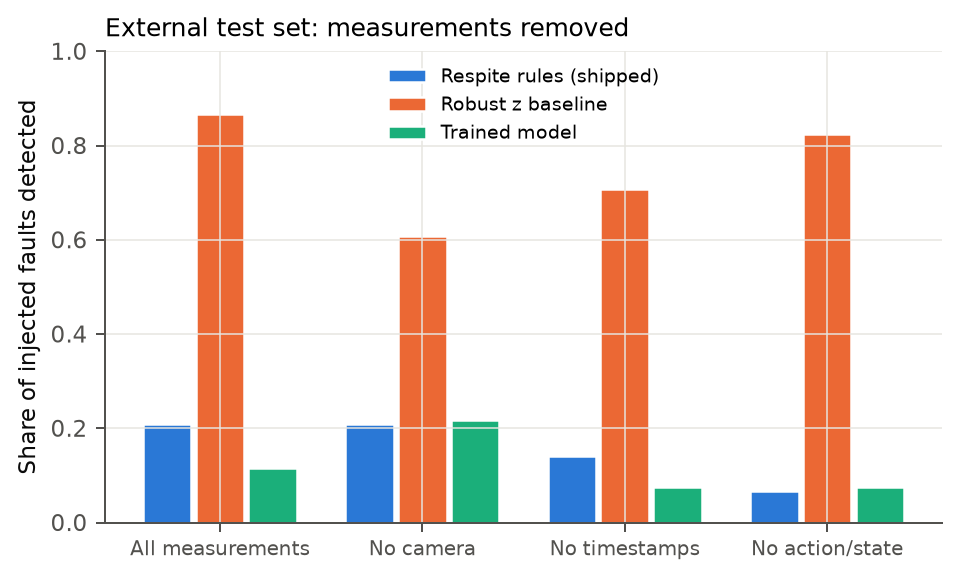 External test set: measurements removed
Respite rules (shipped)
Robust z baseline
Trained model
Share of injected faults detected
1.0
0.8
0.6
0.4
0.2
0.0
All measurements
No camera
No timestamps
No action/state